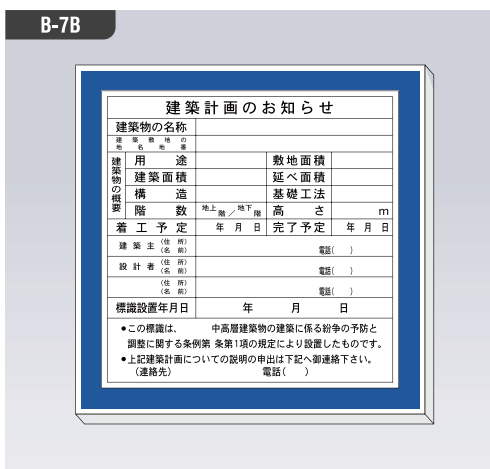 B-7B
建築計画のお知らせ
建築物の名称
建築敷地の
地名地番
建築物の概要
用途 敷地面積
建築面積 延べ面積
構造 基礎工法
階数 地上 階／地下 階 高さ m
着工予定 年 月 日 完了予定 年 月 日
建築主 (住所)
(名前) 電話( )
設計者 (住所)
(名前) 電話( )
(住所)
(名前) 電話( )
標識設置年月日 年 月 日
●この標識は、 中高層建築物の建築に係る紛争の予防と
調整に関する条例第 条第1項の規定により設置したものです。
●上記建築計画についての説明の申出は下記へ御連絡下さい。
(連絡先) 電話( )